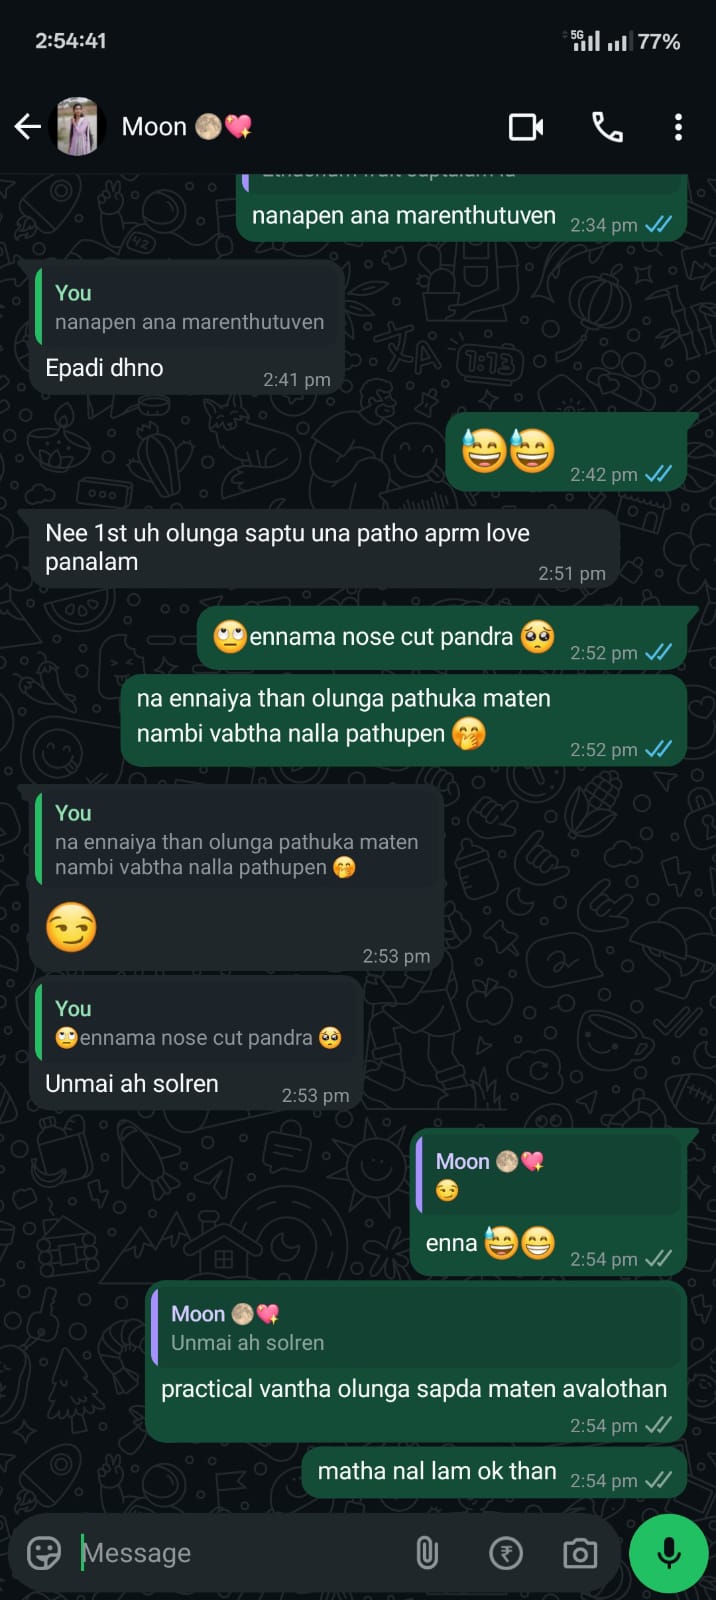 2:54:41
5G
77%
Moon 🌕💖
nanapen ana marenthutuven
2:34 pm
You
nanapen ana marenthutuven
Epadi dhno
2:41 pm
😅😅
2:42 pm
Nee 1st uh olunga saptu una patho aprm love
panalam
2:51 pm
🙄ennama nose cut pandra 🥺
2:52 pm
na ennaiya than olunga pathuka maten
nambi vabtha nalla pathupen 🤭
2:52 pm
You
na ennaiya than olunga pathuka maten
nambi vabtha nalla pathupen 🤭
😏
2:53 pm
You
🙄ennama nose cut pandra 🥺
Unmai ah solren
2:53 pm
Moon 🌕💖
😏
enna 😅😁
2:54 pm
Moon 🌕💖
Unmai ah solren
practical vantha olunga sapda maten avalothan
2:54 pm
matha nal lam ok than
2:54 pm
Message
₹